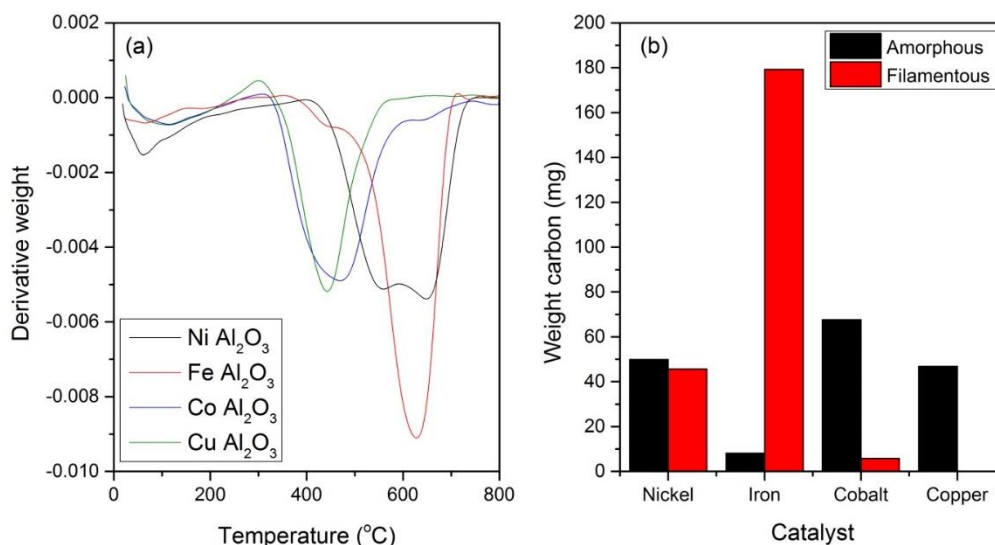 (a)
0.002
0.000
-0.002
-0.004
-0.006
-0.008
-0.010
Derivative weight
Ni Al₂O₃
Fe Al₂O₃
Co Al₂O₃
Cu Al₂O₃
0 200 400 600 800
Temperature (°C)
(b)
200
180
160
140
120
100
80
60
40
20
0
Weight carbon (mg)
Amorphous
Filamentous
Nickel Iron Cobalt Copper
Catalyst